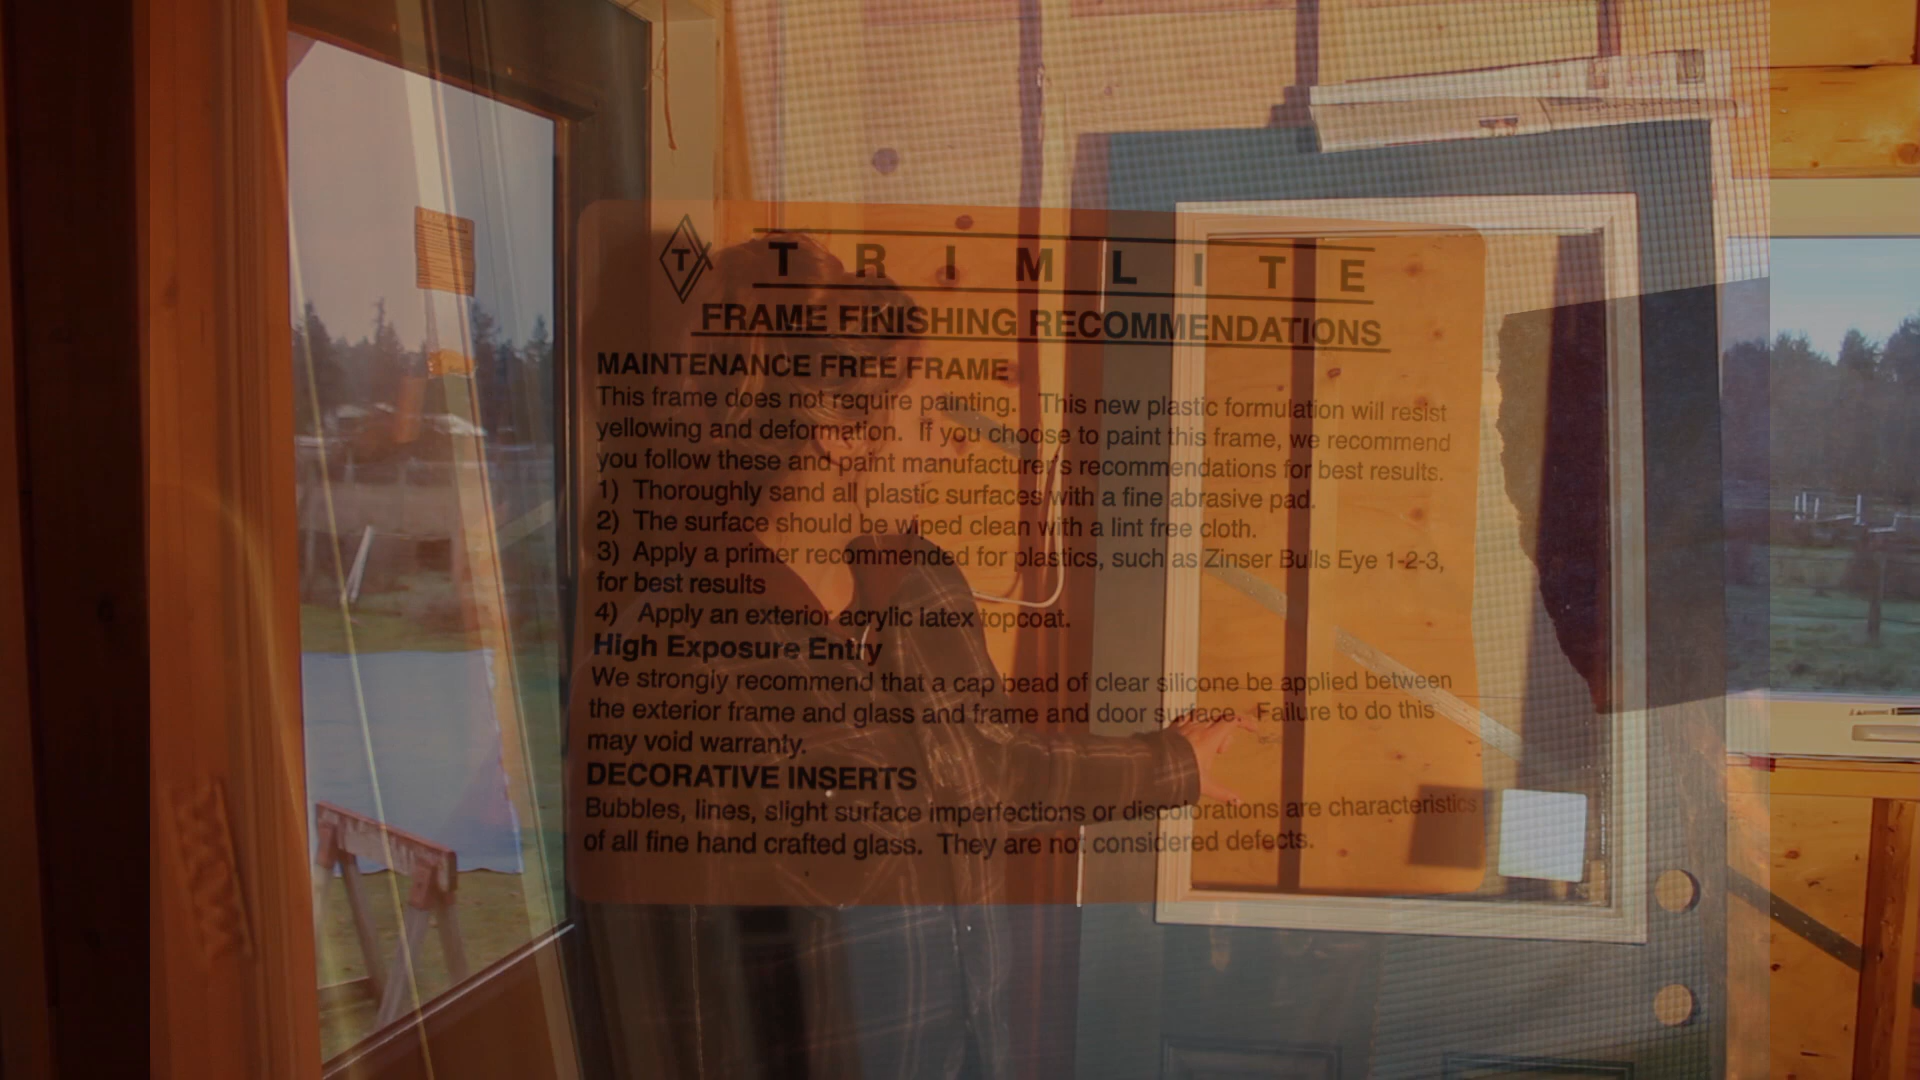 T R I M L I T E
FRAME FINISHING RECOMMENDATIONS
MAINTENANCE FREE FRAME
This frame does not require painting. This new plastic formulation will resist
yellowing and deformation. If you choose to paint this frame, we recommend
you follow these and paint manufacturer's recommendations for best results.
1) Thoroughly sand all plastic surfaces with a fine abrasive pad.
2) The surface should be wiped clean with a lint free cloth.
3) Apply a primer recommended for plastics, such as Zinser Bulls Eye 1-2-3,
for best results
4) Apply an exterior acrylic latex topcoat.
High Exposure Entry
We strongly recommend that a cap bead of clear silicone be applied between
the exterior frame and glass and frame and door surface. Failure to do this
may void warranty.
DECORATIVE INSERTS
Bubbles, lines, slight surface imperfections or discolorations are characteristics
of all fine hand crafted glass. They are not considered defects.